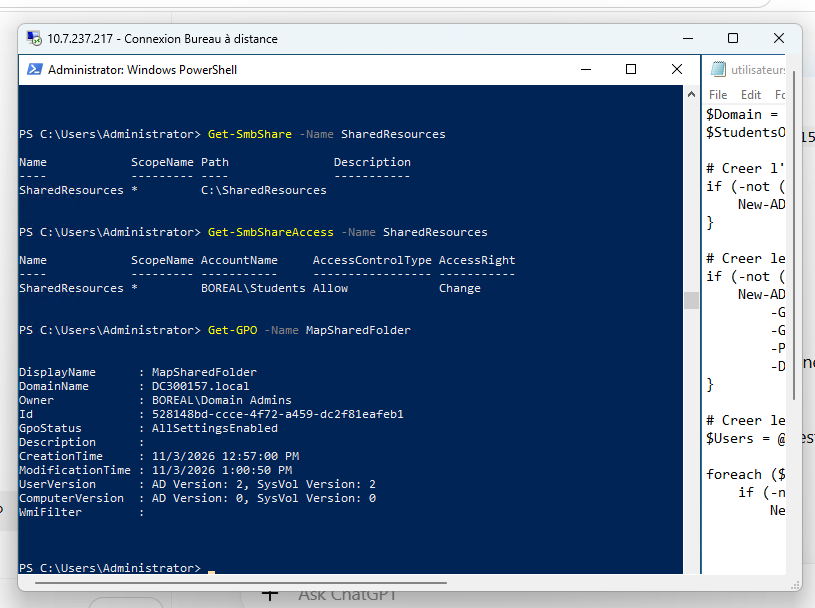 10.7.237.217 - Connexion Bureau à distance
Administrator: Windows PowerShell
PS C:\Users\Administrator> Get-SmbShare -Name SharedResources
Name ScopeName Path Description
---- --------- ---- -----------
SharedResources * C:\SharedResources
PS C:\Users\Administrator> Get-SmbShareAccess -Name SharedResources
Name ScopeName AccountName AccessControlType AccessRight
---- --------- ----------- ----------------- -----------
SharedResources * BOREAL\Students Allow Change
PS C:\Users\Administrator> Get-GPO -Name MapSharedFolder
DisplayName : MapSharedFolder
DomainName : DC300157.local
Owner : BOREAL\Domain Admins
Id : 528148bd-ccce-4f72-a459-dc2f81eafeb1
GpoStatus : AllSettingsEnabled
Description :
CreationTime : 11/3/2026 12:57:00 PM
ModificationTime : 11/3/2026 1:00:50 PM
UserVersion : AD Version: 2, SysVol Version: 2
ComputerVersion : AD Version: 0, SysVol Version: 0
WmiFilter :
PS C:\Users\Administrator>
utilisateurs
File Edit Fo
$Domain =
$StudentsO
# Creer l'
if (-not (
New-AD
}
# Creer le
if (-not (
New-AD
-G
-G
-P
-D
}
# Creer le
$Users = @
foreach ($
if (-n
Ne
15
ne
es
Ask ChatGPT